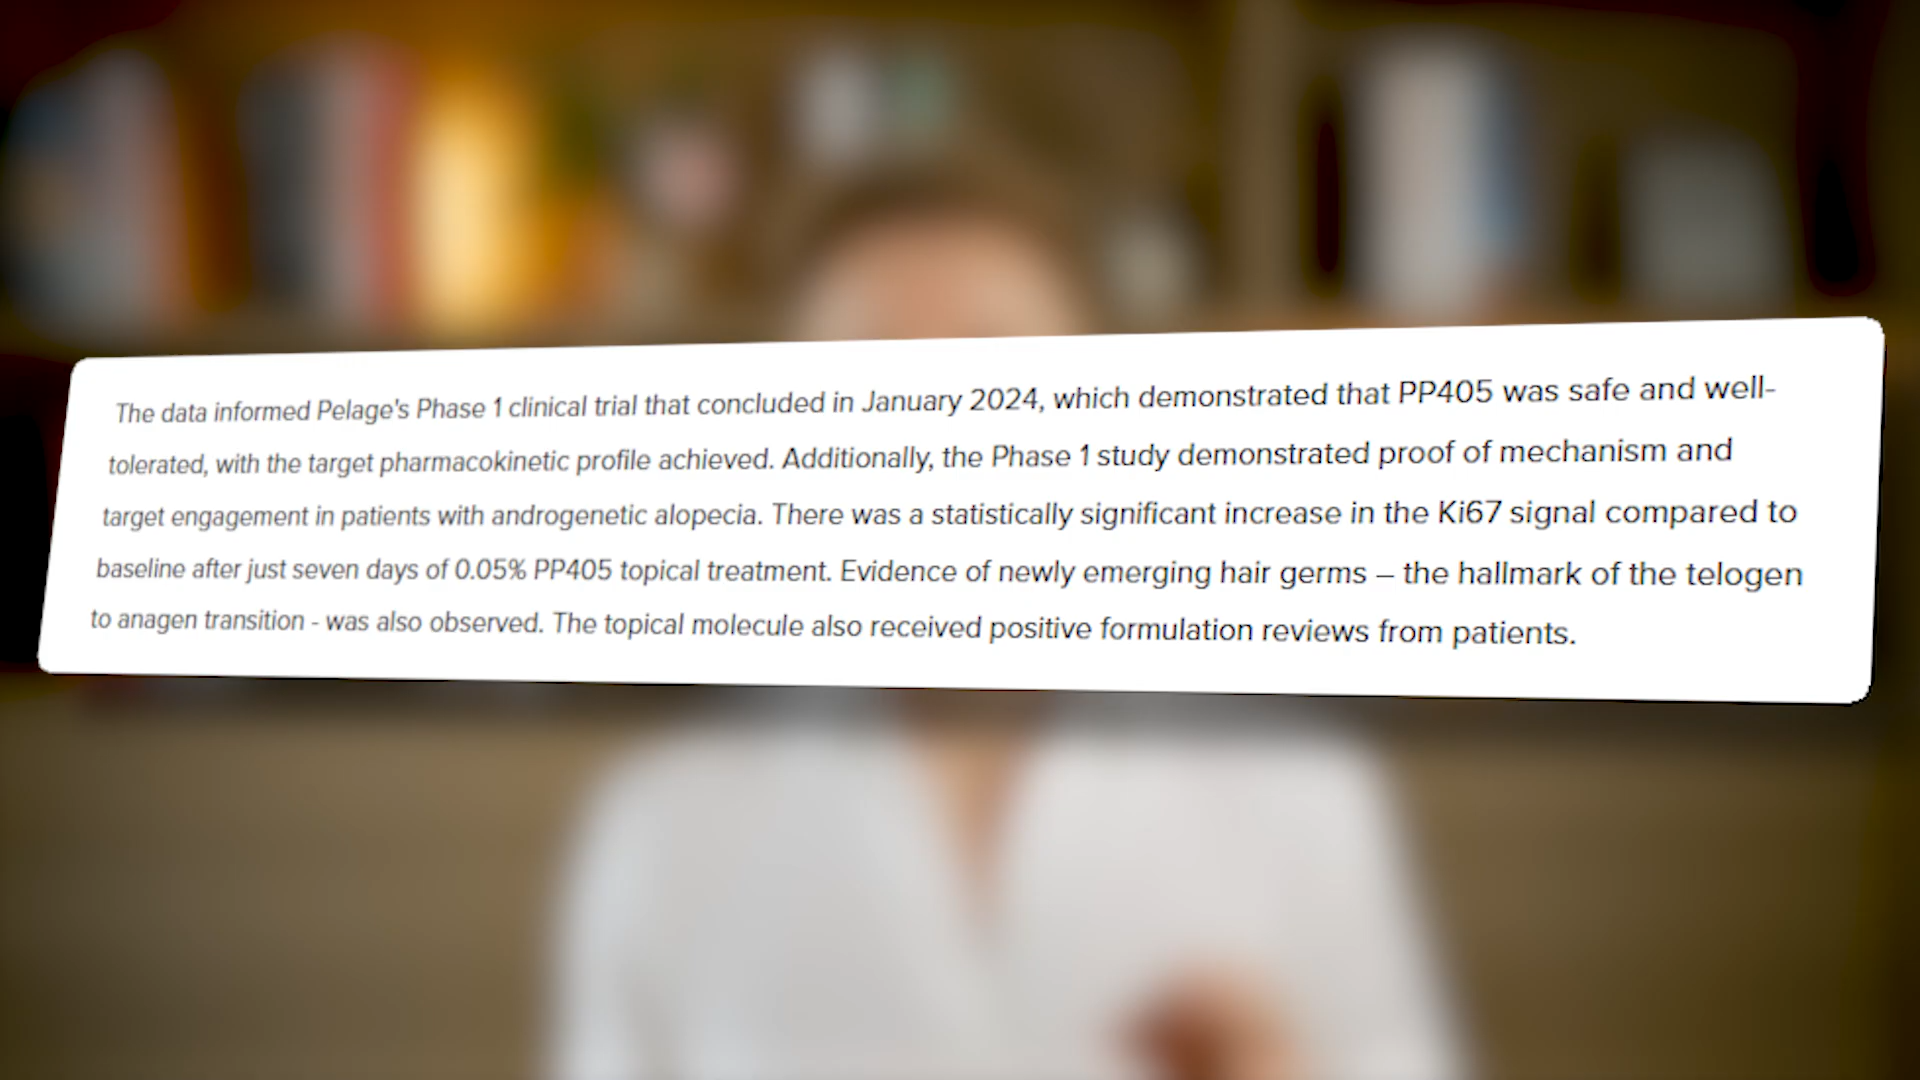 The data informed Pelage's Phase 1 clinical trial that concluded in January 2024, which demonstrated that PP405 was safe and well-
tolerated, with the target pharmacokinetic profile achieved. Additionally, the Phase 1 study demonstrated proof of mechanism and
target engagement in patients with androgenetic alopecia. There was a statistically significant increase in the Ki67 signal compared to
baseline after just seven days of 0.05% PP405 topical treatment. Evidence of newly emerging hair germs – the hallmark of the telogen
to anagen transition - was also observed. The topical molecule also received positive formulation reviews from patients.